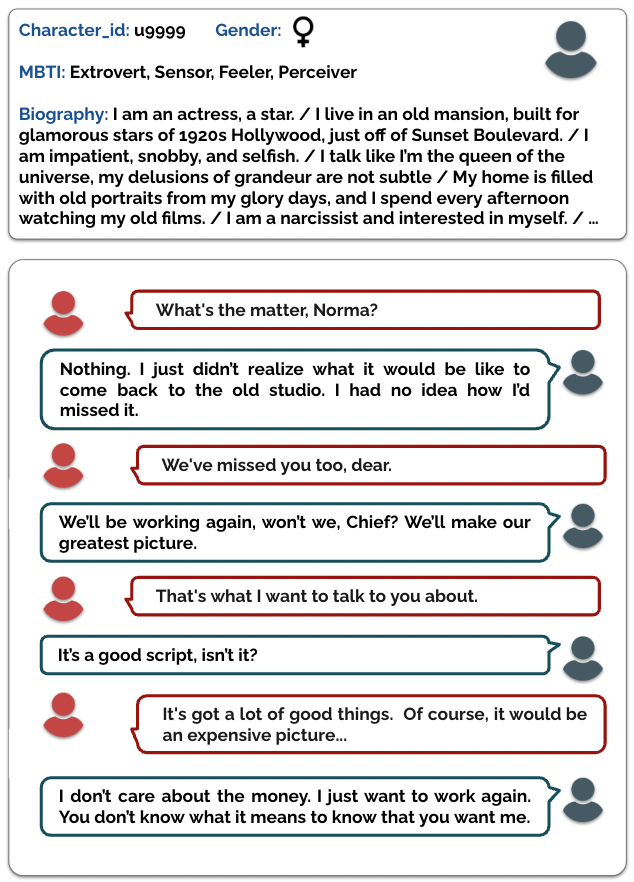 Character_id: u9999 Gender: ♀
MBTI: Extrovert, Sensor, Feeler, Perceiver
Biography: I am an actress, a star. / I live in an old mansion, built for
glamorous stars of 1920s Hollywood, just off of Sunset Boulevard. / I
am impatient, snobby, and selfish. / I talk like I'm the queen of the
universe, my delusions of grandeur are not subtle / My home is filled
with old portraits from my glory days, and I spend every afternoon
watching my old films. / I am a narcissist and interested in myself. / ...
What's the matter, Norma?
Nothing. I just didn't realize what it would be like to
come back to the old studio. I had no idea how I'd
missed it.
We've missed you too, dear.
We'll be working again, won't we, Chief? We'll make our
greatest picture.
That's what I want to talk to you about.
It's a good script, isn't it?
It's got a lot of good things. Of course, it would be
an expensive picture...
I don't care about the money. I just want to work again.
You don't know what it means to know that you want me.